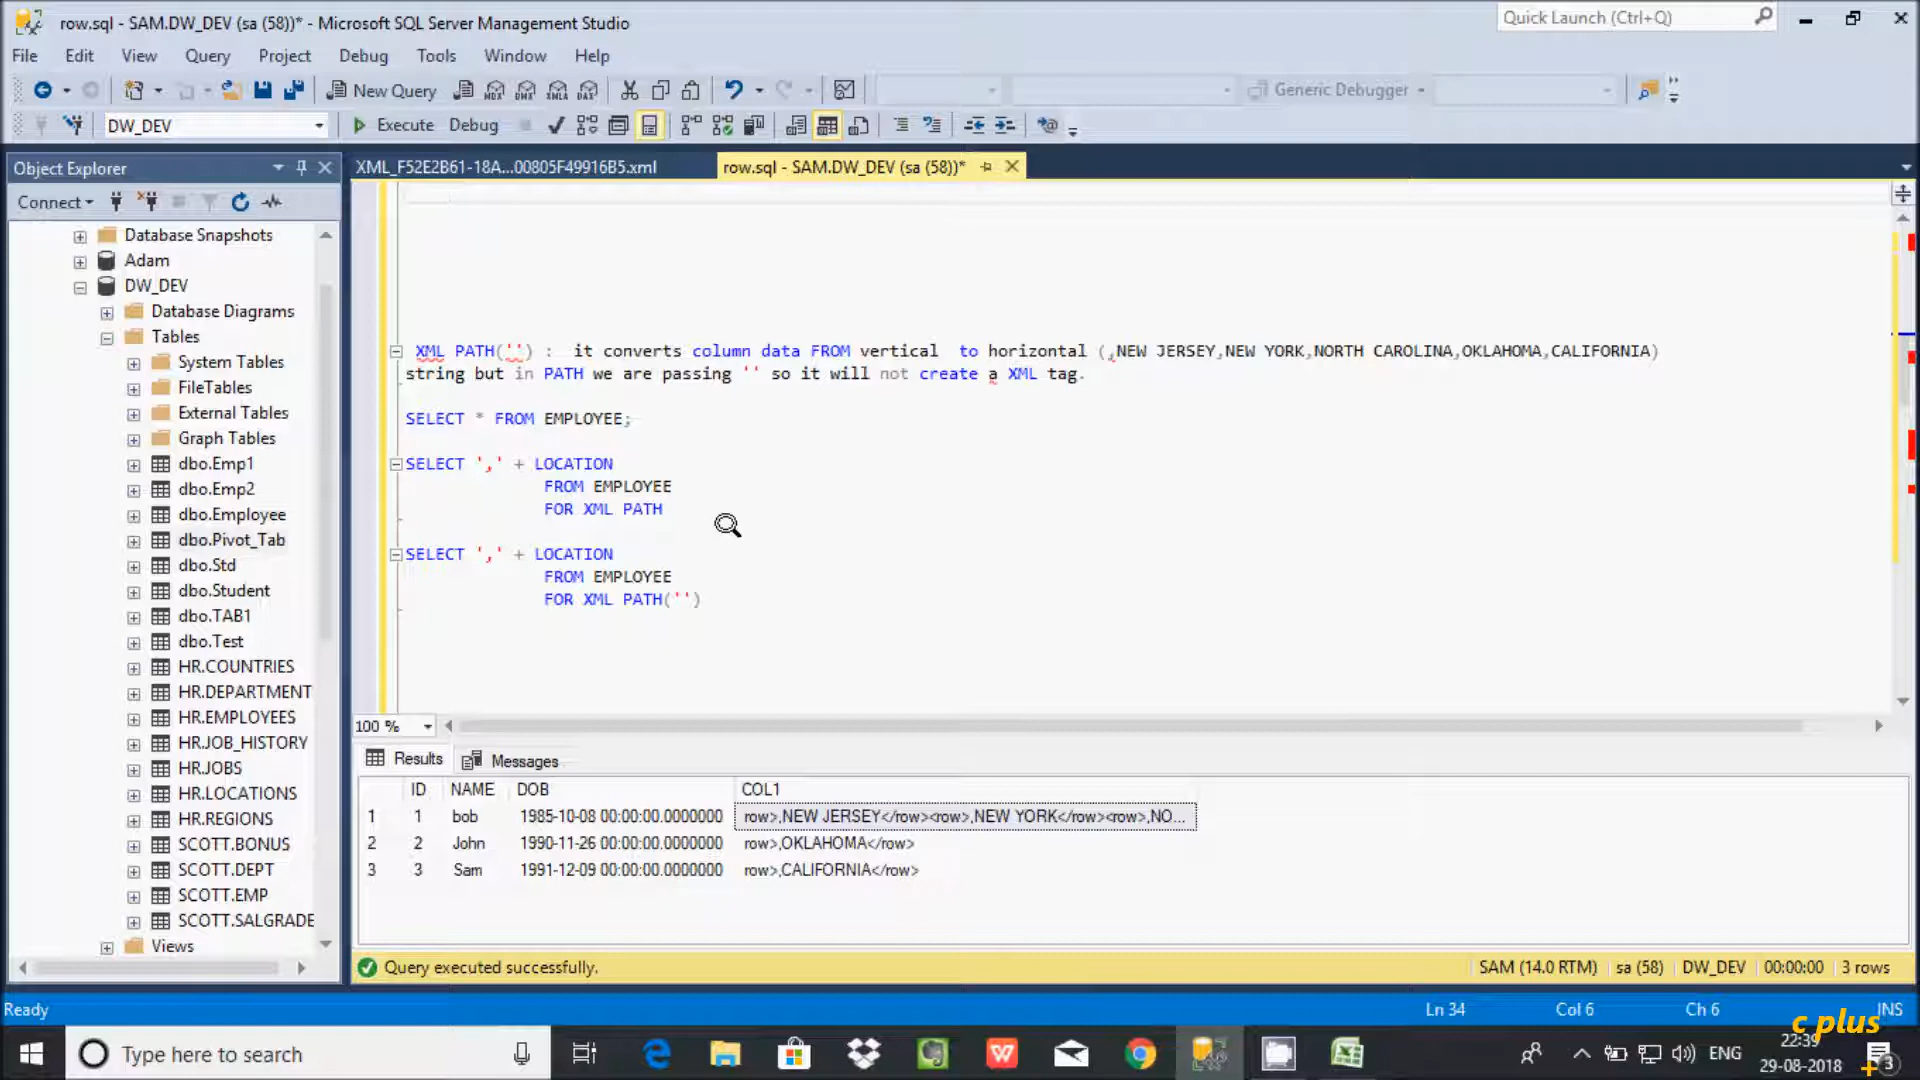 row.sql - SAM.DW_DEV (sa (58))* - Microsoft SQL Server Management Studio
Quick Launch (Ctrl+Q)
File Edit View Query Project Debug Tools Window Help
New Query
Generic Debugger
DW_DEV
Execute Debug
Object Explorer
XML_F52E2B61-18A...00805F49916B5.xml
row.sql - SAM.DW_DEV (sa (58))*
Connect
Database Snapshots
Adam
DW_DEV
Database Diagrams
Tables
System Tables
FileTables
External Tables
Graph Tables
dbo.Emp1
dbo.Emp2
dbo.Employee
dbo.Pivot_Tab
dbo.Std
dbo.Student
dbo.TAB1
dbo.Test
HR.COUNTRIES
HR.DEPARTMENT
HR.EMPLOYEES
HR.JOB_HISTORY
HR.JOBS
HR.LOCATIONS
HR.REGIONS
SCOTT.BONUS
SCOTT.DEPT
SCOTT.EMP
SCOTT.SALGRADE
Views
XML PATH('') : it converts column data FROM vertical to horizontal (,NEW JERSEY,NEW YORK,NORTH CAROLINA,OKLAHOMA,CALIFORNIA)
string but in PATH we are passing '' so it will not create a XML tag.
SELECT * FROM EMPLOYEE;
SELECT ',' + LOCATION
FROM EMPLOYEE
FOR XML PATH
SELECT ',' + LOCATION
FROM EMPLOYEE
FOR XML PATH('')
100 %
Results Messages
ID NAME DOB COL1
1 1 bob 1985-10-08 00:00:00.0000000 row>,NEW JERSEY</row><row>,NEW YORK</row><row>,NO...
2 2 John 1990-11-26 00:00:00.0000000 row>,OKLAHOMA</row>
3 3 Sam 1991-12-09 00:00:00.0000000 row>,CALIFORNIA</row>
Query executed successfully.
SAM (14.0 RTM) sa (58) DW_DEV 00:00:00 3 rows
Ready
Ln 34 Col 6 Ch 6 INS
c plus +
Type here to search
ENG
22:39
29-08-2018
3